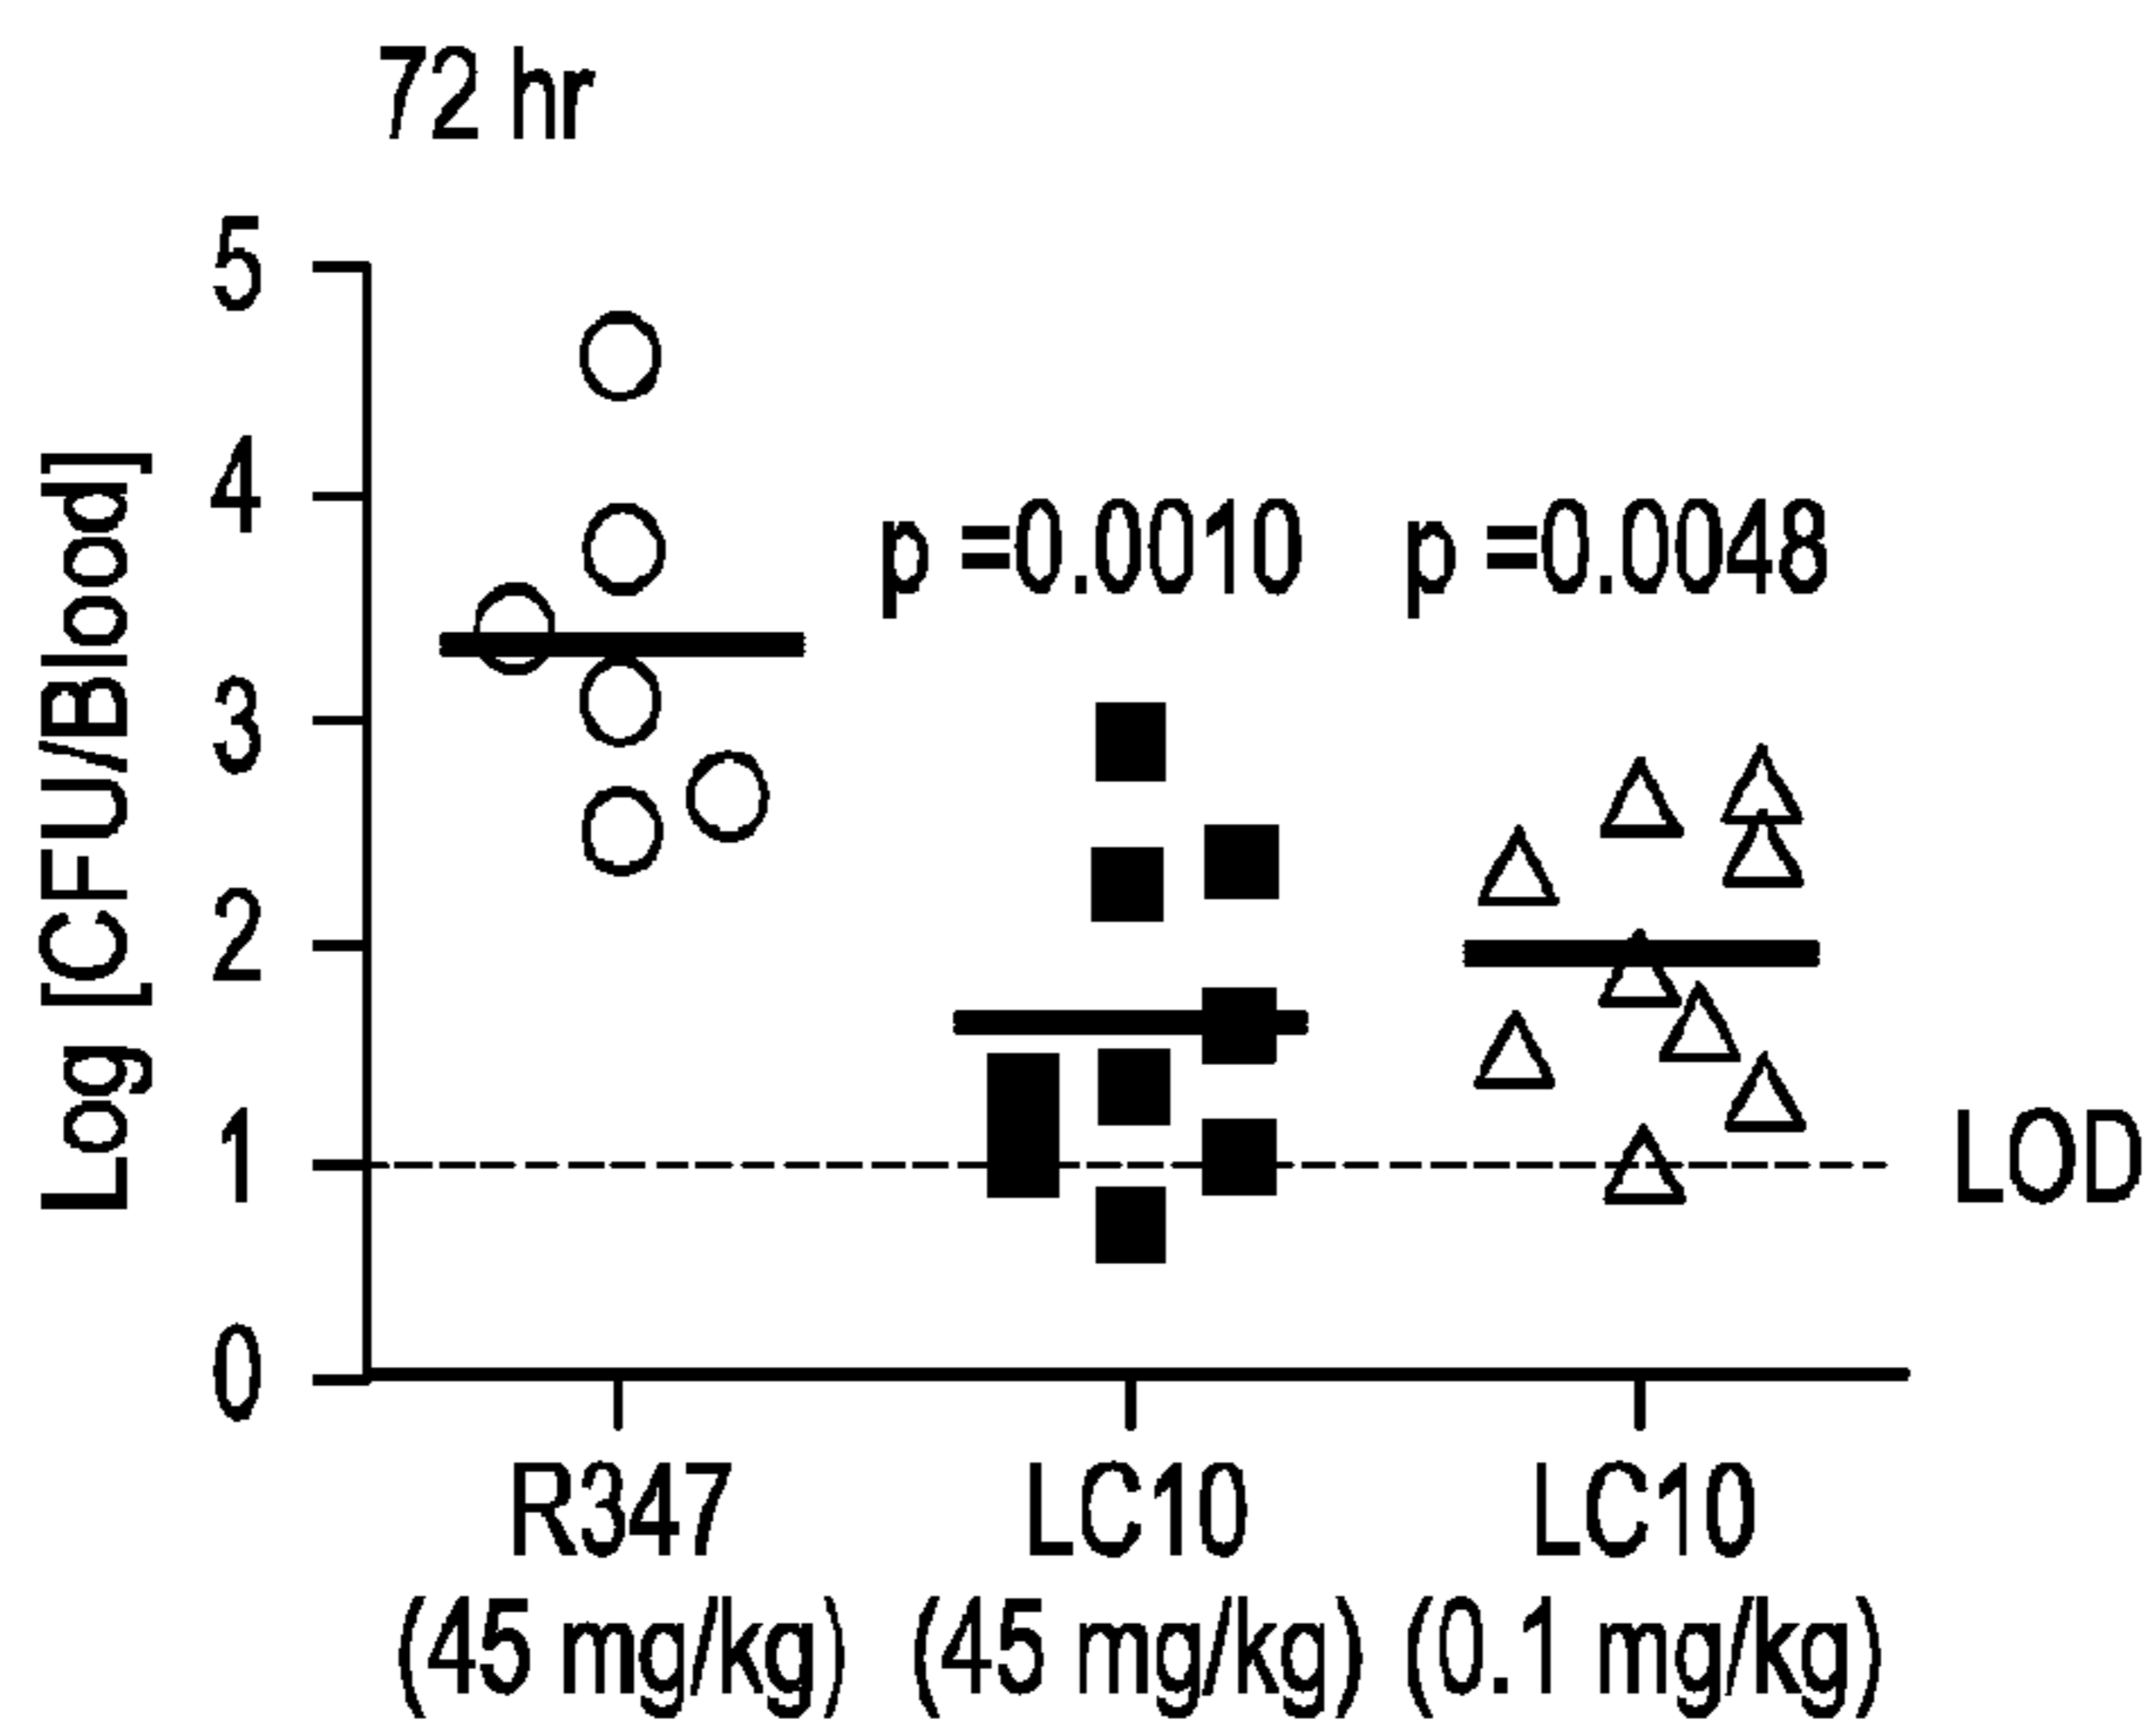 72 hr
Log [CFU/Blood]
5
4
3
2
1
0
p =0.0010
p =0.0048
LOD
R347
(45 mg/kg)
LC10
(45 mg/kg)
LC10
(0.1 mg/kg)